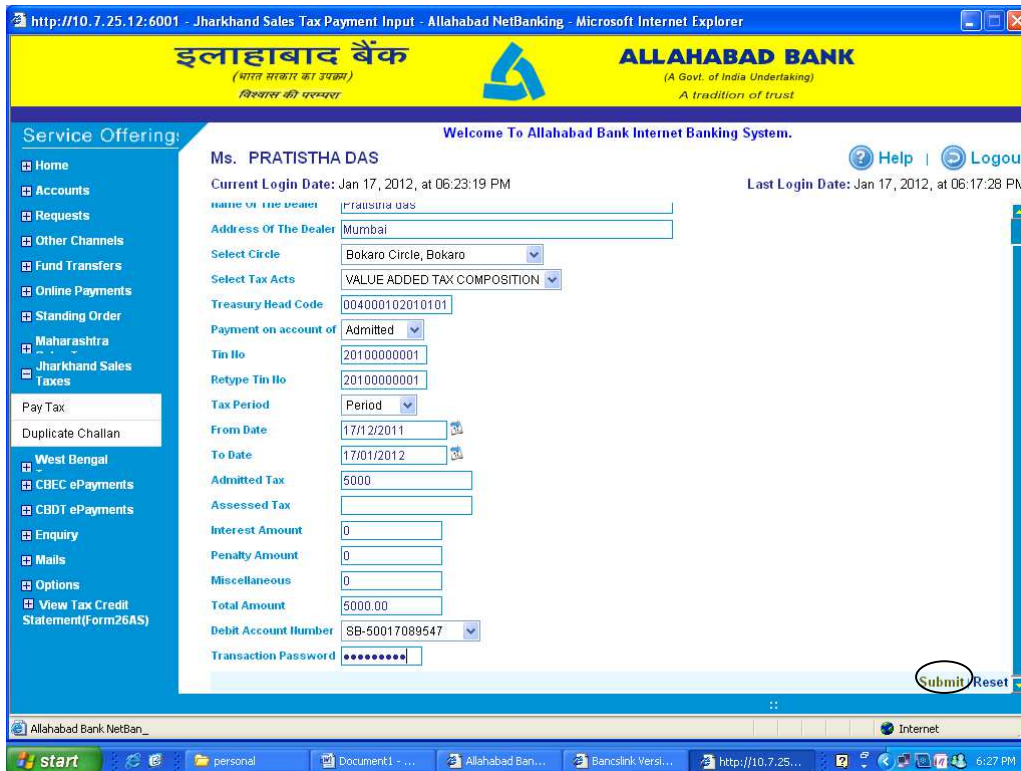 http://10.7.25.12:6001 - Jharkhand Sales Tax Payment Input - Allahabad NetBanking - Microsoft Internet Explorer
इलाहाबाद बैंक
(भारत सरकार का उपक्रम)
विश्वास की परम्परा
ALLAHABAD BANK
(A Govt. of India Undertaking)
A tradition of trust
Service Offerings
Welcome To Allahabad Bank Internet Banking System.
Ms. PRATISTHA DAS
Help | Logou
Current Login Date: Jan 17, 2012, at 06:23:19 PM
Last Login Date: Jan 17, 2012, at 06:17:28 PM
Home
Accounts
Requests
Other Channels
Fund Transfers
Online Payments
Standing Order
Maharashtra
Jharkhand Sales
Taxes
Pay Tax
Duplicate Challan
West Bengal
CBEC ePayments
CBDT ePayments
Enquiry
Mails
Options
View Tax Credit
Statement(Form26AS)
Name Of The Dealer Pratistha das
Address Of The Dealer Mumbai
Select Circle Bokaro Circle, Bokaro
Select Tax Acts VALUE ADDED TAX COMPOSITION
Treasury Head Code 004000102010101
Payment on account of Admitted
Tin No 20100000001
Retype Tin No 20100000001
Tax Period Period
From Date 17/12/2011
To Date 17/01/2012
Admitted Tax 5000
Assessed Tax
Interest Amount 0
Penalty Amount 0
Miscellaneous 0
Total Amount 5000.00
Debit Account Number SB-50017089547
Transaction Password •••••••••
Submit Reset
Allahabad Bank NetBan_
Internet
start
personal
Document1 - ...
Allahabad Ban...
Bancslink Versi...
http://10.7.25...
6:27 PM